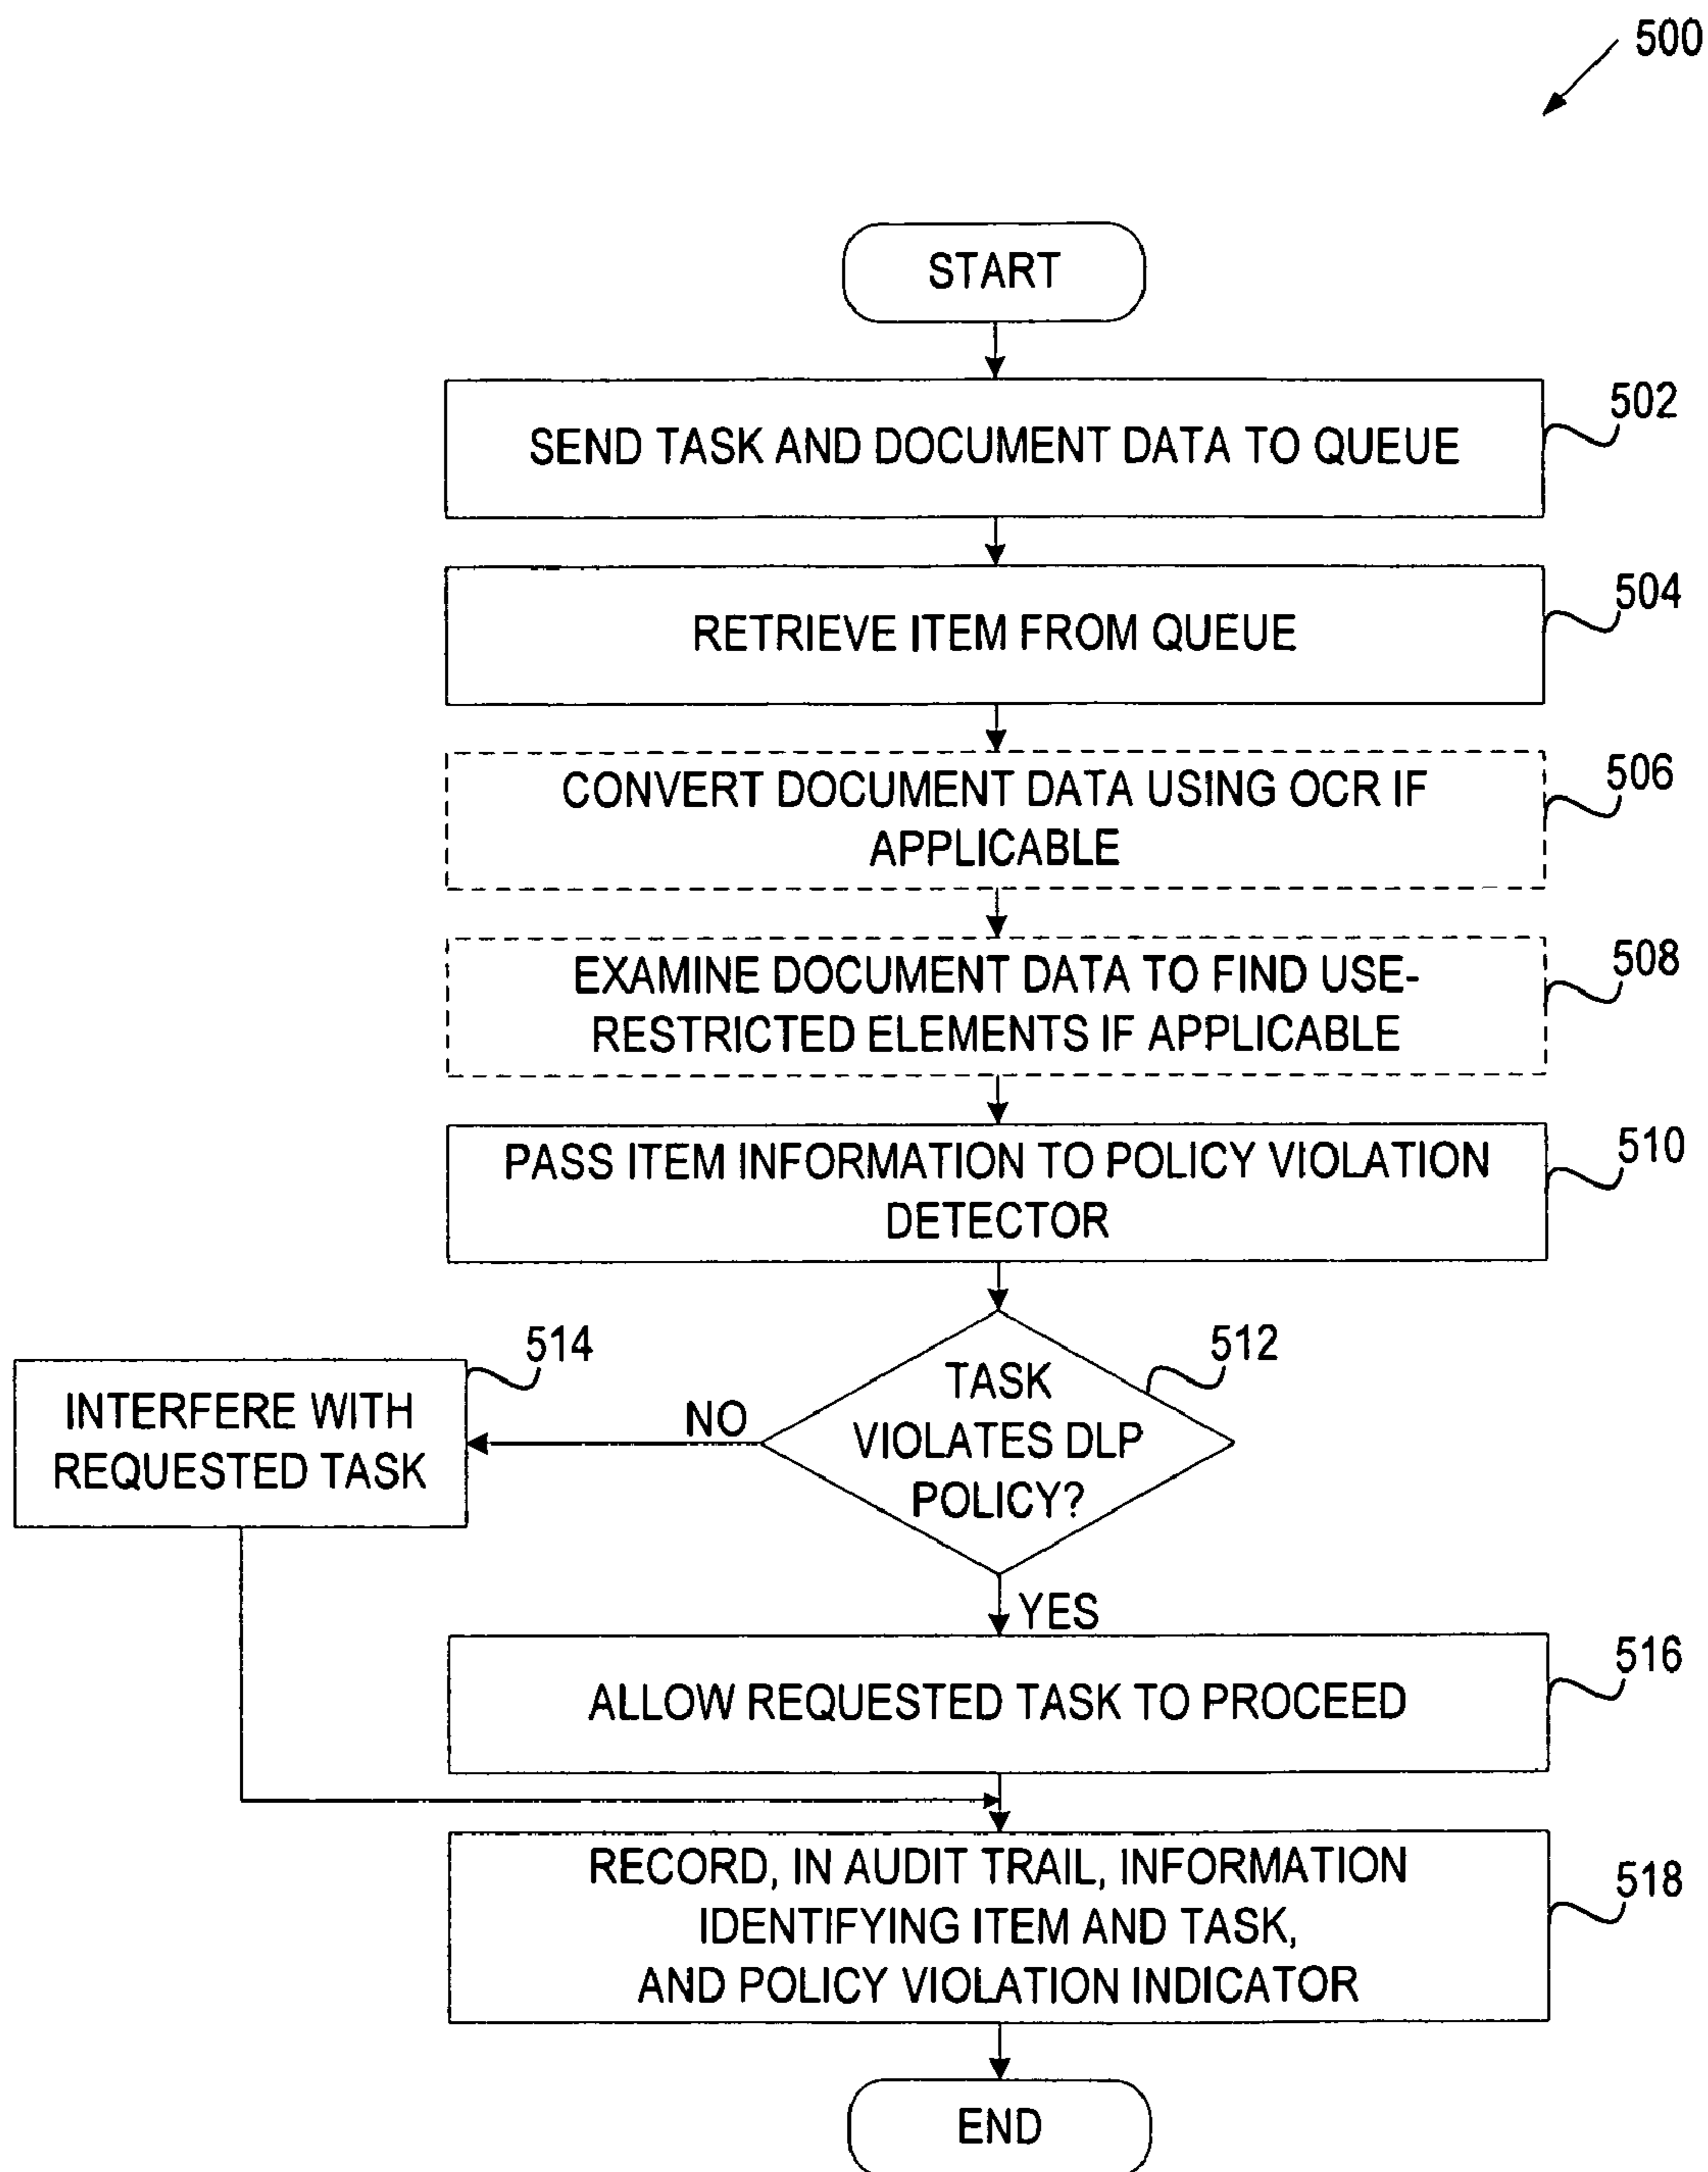 500
START
SEND TASK AND DOCUMENT DATA TO QUEUE
502
RETRIEVE ITEM FROM QUEUE
504
CONVERT DOCUMENT DATA USING OCR IF
APPLICABLE
506
EXAMINE DOCUMENT DATA TO FIND USE-
RESTRICTED ELEMENTS IF APPLICABLE
508
PASS ITEM INFORMATION TO POLICY VIOLATION
DETECTOR
510
TASK
VIOLATES DLP
POLICY?
512
NO
INTERFERE WITH
REQUESTED TASK
514
YES
ALLOW REQUESTED TASK TO PROCEED
516
RECORD, IN AUDIT TRAIL, INFORMATION
IDENTIFYING ITEM AND TASK,
AND POLICY VIOLATION INDICATOR
518
END